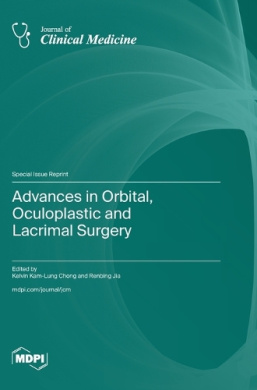 Journal of
Clinical Medicine
Special Issue Reprint
Advances in Orbital,
Oculoplastic and
Lacrimal Surgery
Edited by
Kelvin Kam-Lung Chong and Renbing Jia
mdpi.com/journal/jcm
MDPI